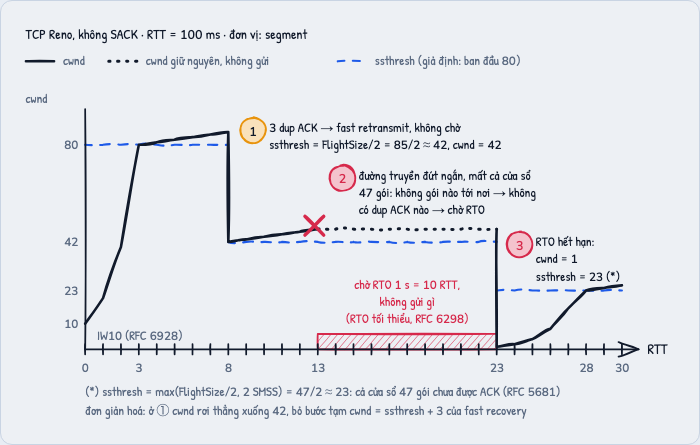 TCP Reno, không SACK · RTT = 100 ms · đơn vị: segment
cwnd
cwnd giữ nguyên, không gửi
ssthresh (giả định: ban đầu 80)
cwnd
1
3 dup ACK → fast retransmit, không chờ
ssthresh = FlightSize/2 = 85/2 ≈ 42, cwnd = 42
80
2
đường truyền đứt ngắn, mất cả cửa sổ
47 gói: không gói nào tới nơi → không
có dup ACK nào → chờ RTO
3
RTO hết hạn:
cwnd = 1
ssthresh = 23 (*)
42
chờ RTO 1 s = 10 RTT,
không gửi gì
(RTO tối thiểu, RFC 6298)
23
10
IW10 (RFC 6928)
RTT
0
3
8
13
23
28
30
(*) ssthresh = max(FlightSize/2, 2 SMSS) = 47/2 ≈ 23: cả cửa sổ 47 gói chưa được ACK (RFC 5681)
đơn giản hoá: ở ① cwnd rơi thẳng xuống 42, bỏ bước tạm cwnd = ssthresh + 3 của fast recovery